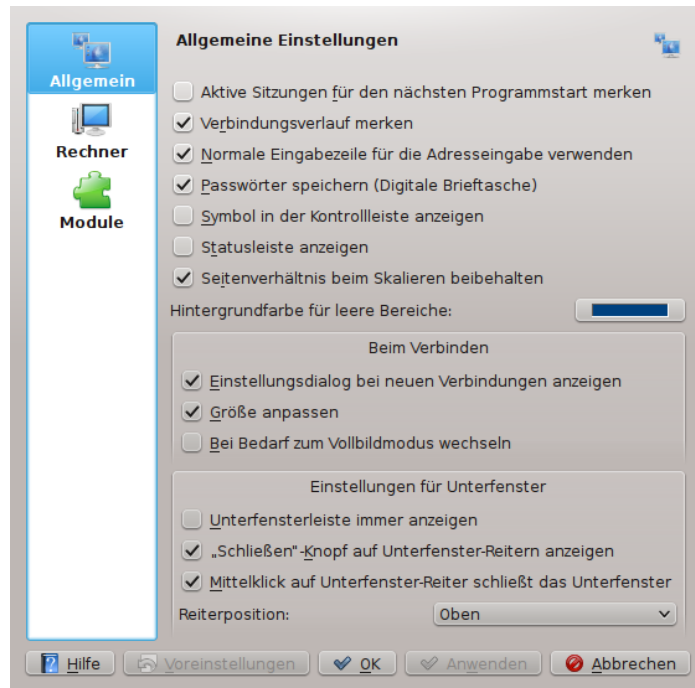 Allgemein
Rechner
Module
Allgemeine Einstellungen
Aktive Sitzungen für den nächsten Programmstart merken
Verbindungsverlauf merken
Normale Eingabezeile für die Adresseingabe verwenden
Passwörter speichern (Digitale Brieftasche)
Symbol in der Kontrollleiste anzeigen
Statusleiste anzeigen
Seitenverhältnis beim Skalieren beibehalten
Hintergrundfarbe für leere Bereiche:
Beim Verbinden
Einstellungsdialog bei neuen Verbindungen anzeigen
Größe anpassen
Bei Bedarf zum Vollbildmodus wechseln
Einstellungen für Unterfenster
Unterfensterleiste immer anzeigen
„Schließen"-Knopf auf Unterfenster-Reitern anzeigen
Mittelklick auf Unterfenster-Reiter schließt das Unterfenster
Reiterposition: Oben
Hilfe Voreinstellungen OK Anwenden Abbrechen